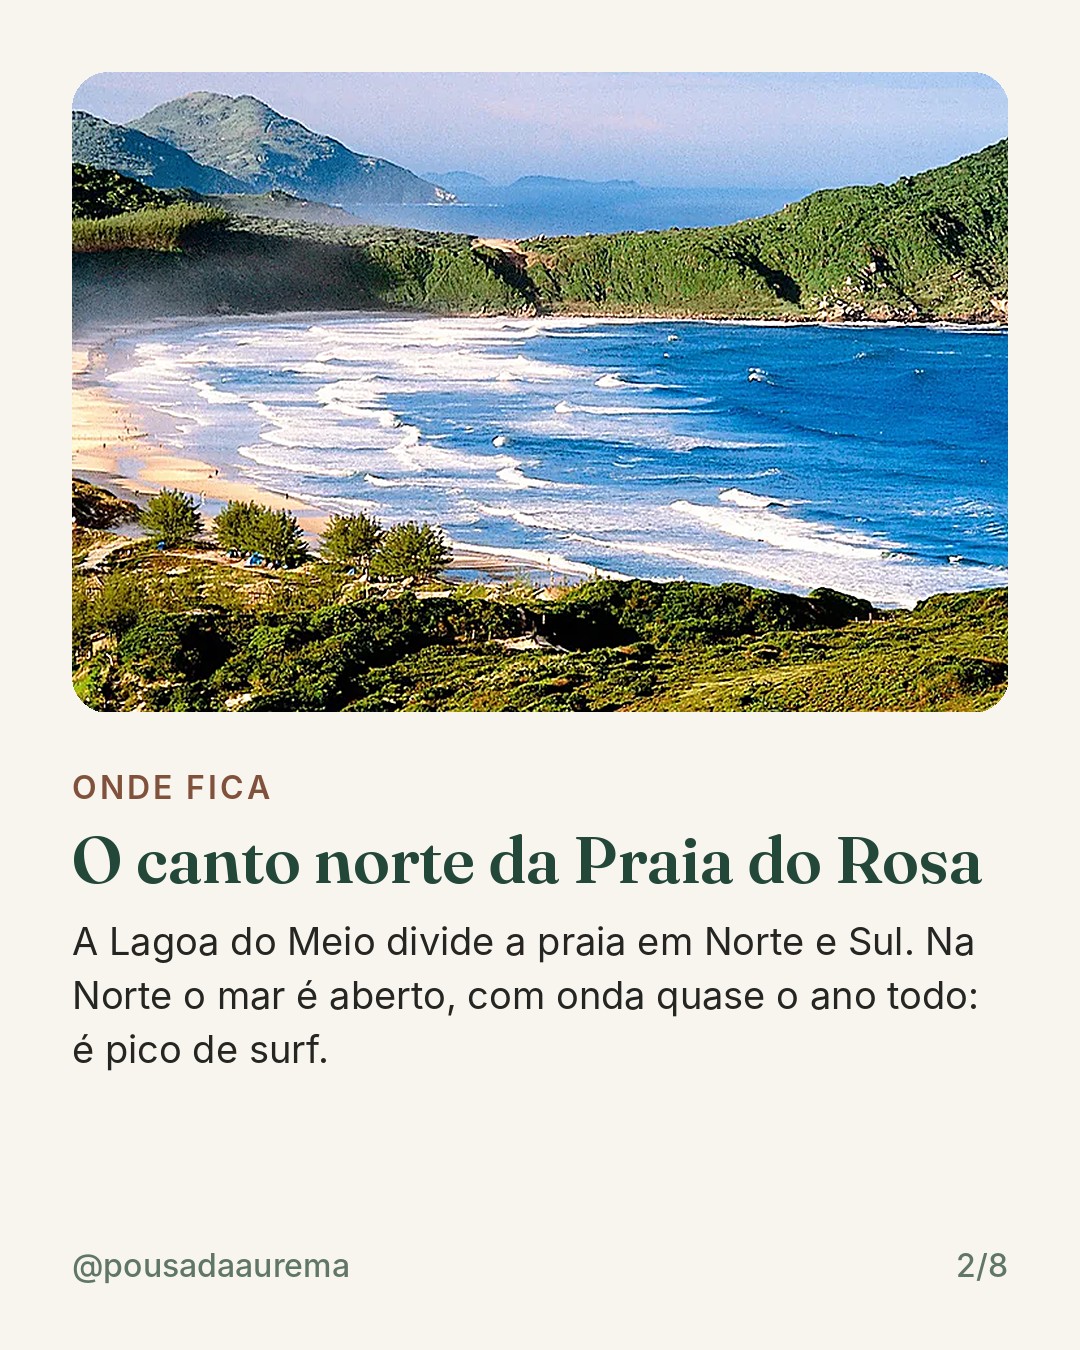 ONDE FICA
O canto norte da Praia do Rosa
A Lagoa do Meio divide a praia em Norte e Sul. Na
Norte o mar é aberto, com onda quase o ano todo:
é pico de surf.
@pousadaaurema
2/8